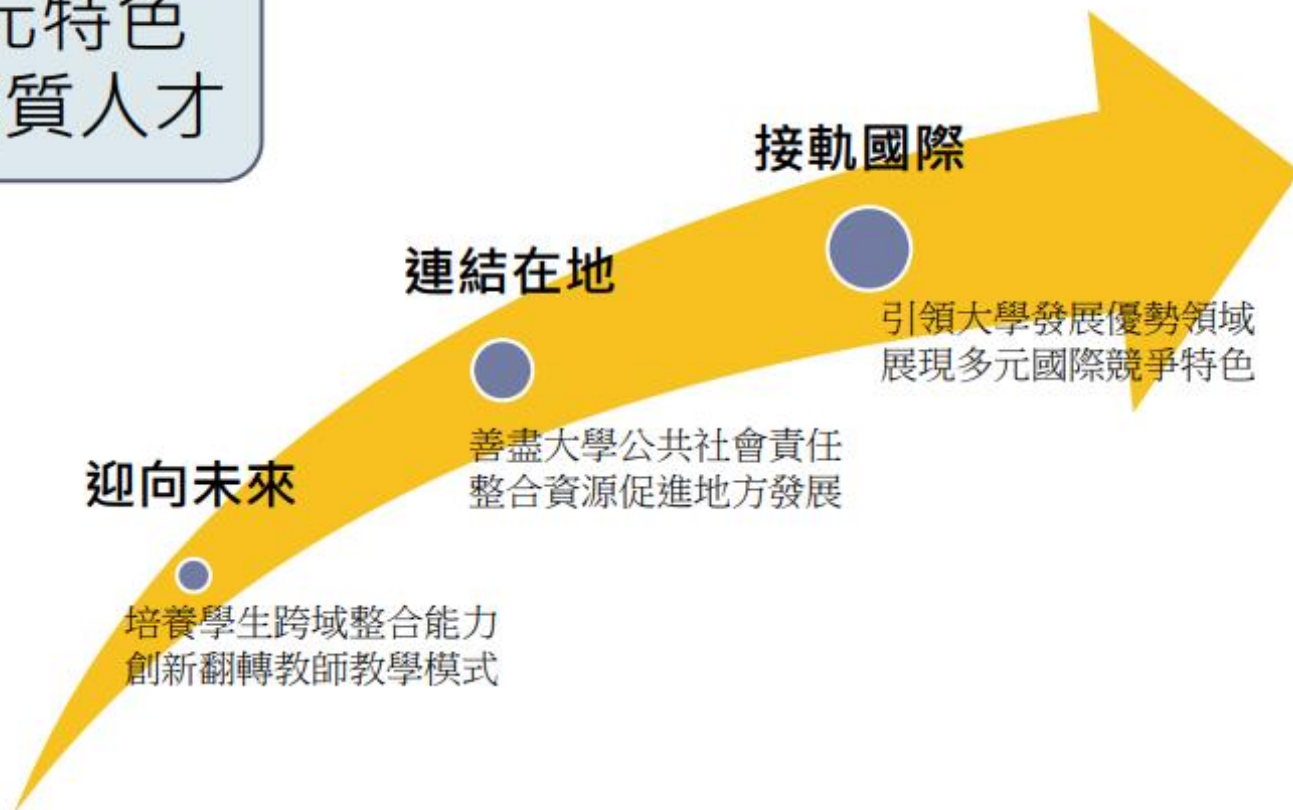 元特色
質人才
接軌國際
引領大學發展優勢領域
展現多元國際競爭特色
連結在地
善盡大學公共社會責任
整合資源促進地方發展
迎向未來
培養學生跨域整合能力
創新翻轉教師教學模式